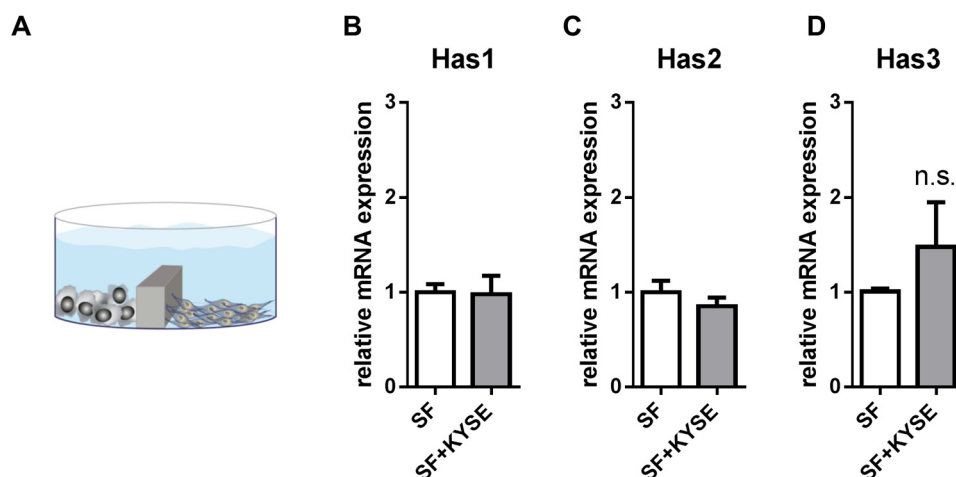 A
B
Has1
relative mRNA expression
3
2
1
0
SF
SF+KYSE
C
Has2
relative mRNA expression
3
2
1
0
SF
SF+KYSE
D
Has3
relative mRNA expression
3
2
1
0
n.s.
SF
SF+KYSE